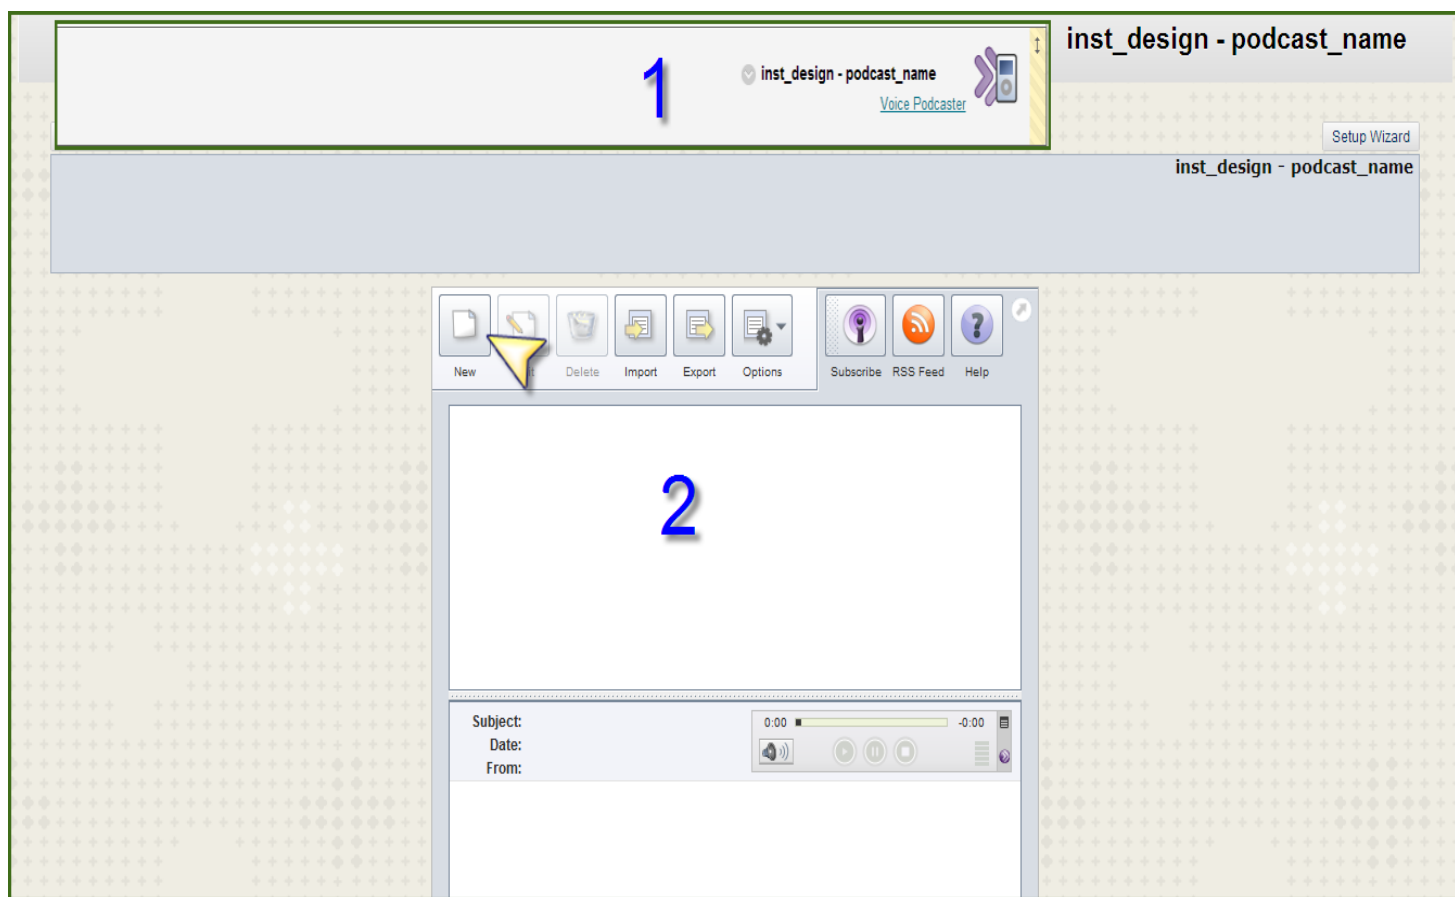 inst_design - podcast_name
1
inst_design - podcast_name
Voice Podcaster
Setup Wizard
inst_design - podcast_name
New Delete Import Export Options Subscribe RSS Feed Help
2
Subject:
0:00 -0:00
Date:
From: